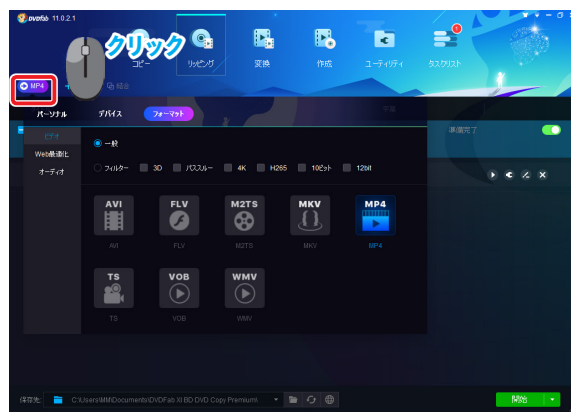 DVDFab 11.0.2.1
クリック
コピー リッピング 変換 作成 ユーティリティ タスクリスト
MP4 + 結合
パーソナル デバイス フォーマット 字幕
ビデオ 一般 準備完了
Web最適化 フィルター 3D パススルー 4K H265 10ビット 12bit
オーディオ
AVI FLV M2TS MKV MP4
AVI FLV M2TS MKV MP4
TS VOB WMV
TS VOB WMV
保存先: C:\Users\MM\Documents\DVDFab XI BD DVD Copy Premium\ 開始